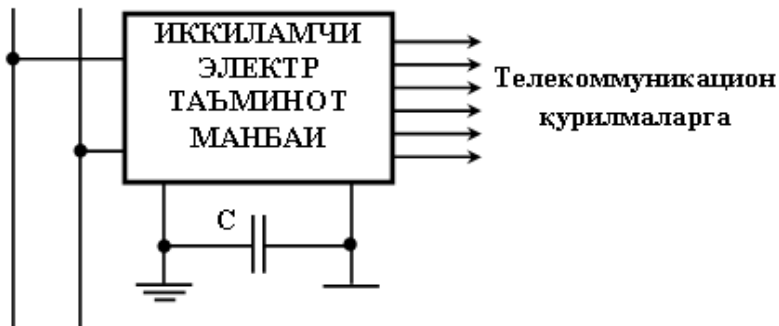 ИККИЛАМЧИ
ЭЛЕКТР
ТАЪМИНОТ
МАНБАИ
Телекоммуникацион
қурилмаларга
С